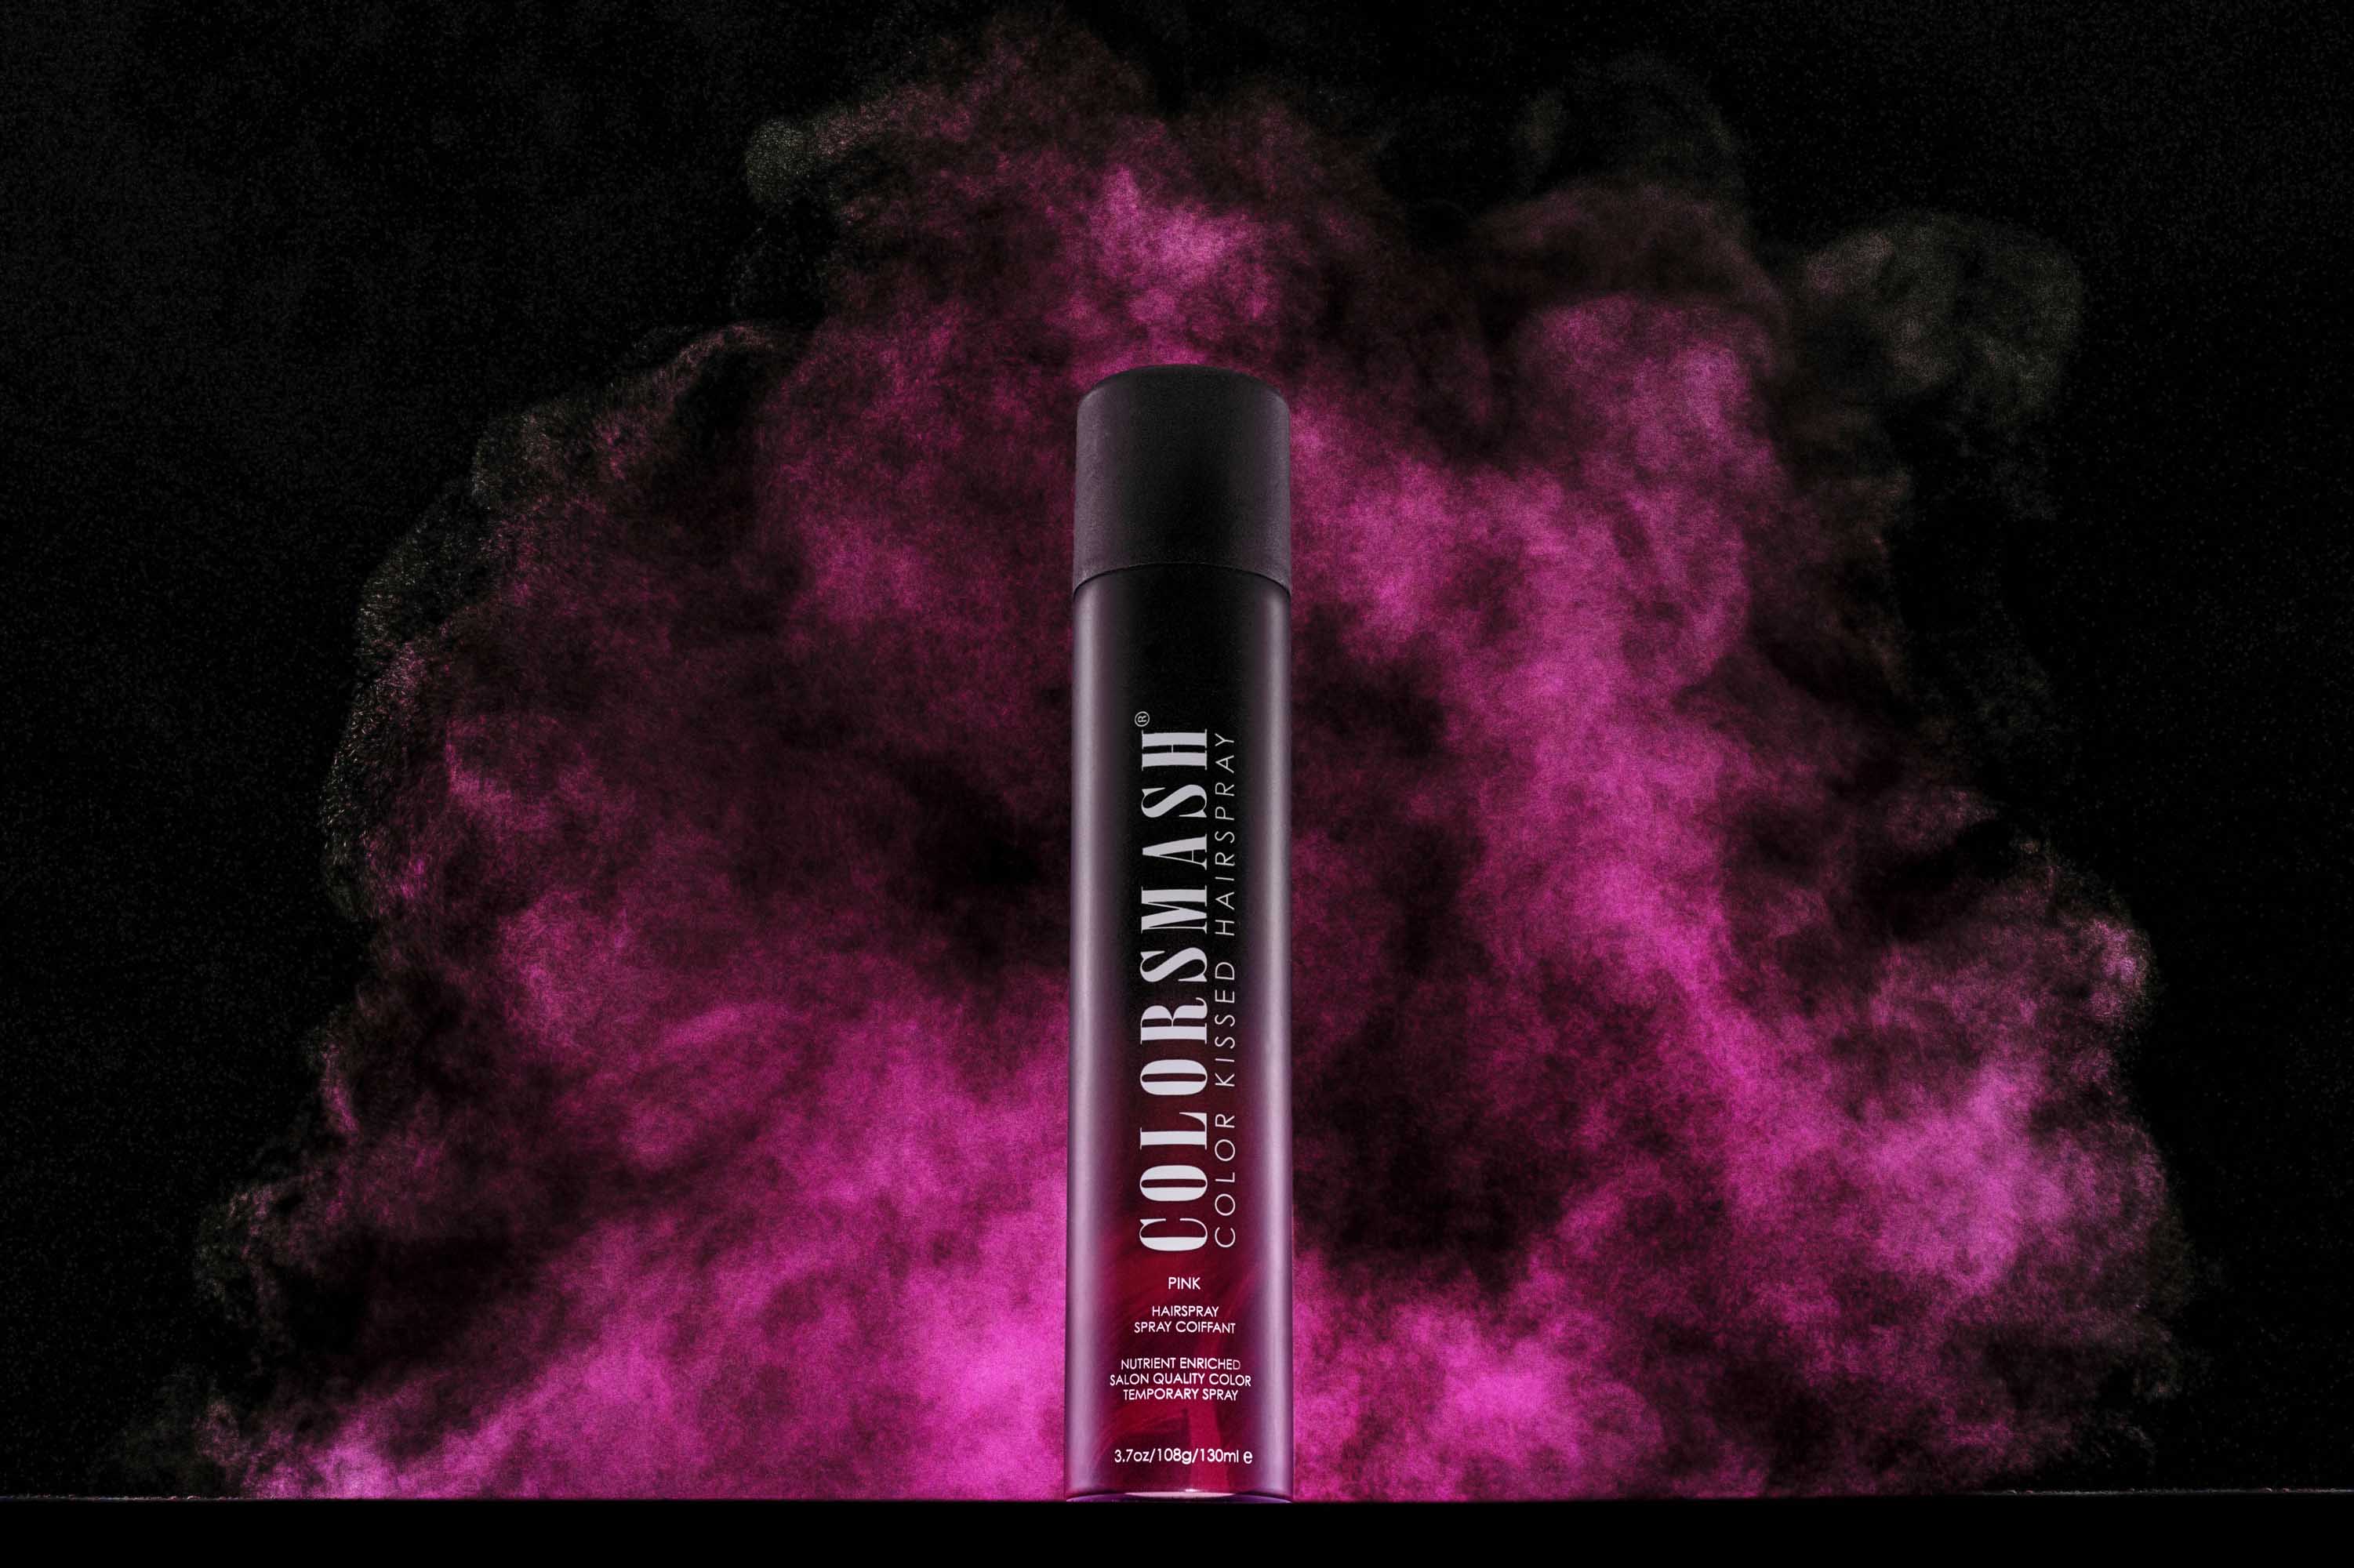 COLORSMASH®
COLOR KISSED HAIRSPRAY
PINK
HAIRSPRAY
SPRAY COIFFANT
NUTRIENT ENRICHED
SALON QUALITY COLOR
TEMPORARY SPRAY
3.7oz/108g/130ml e